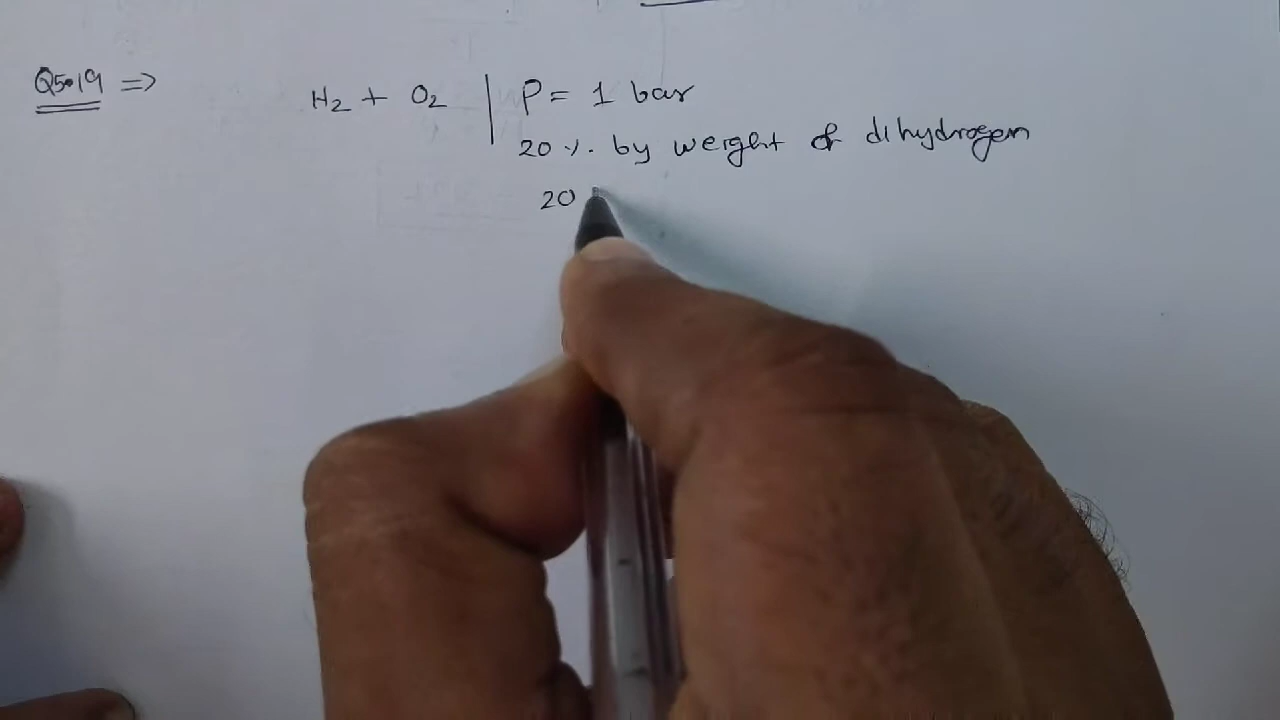 Q5.19 ⇒ H₂ + O₂ | P = 1 bar
20 %. by weight of dihydrogen
20